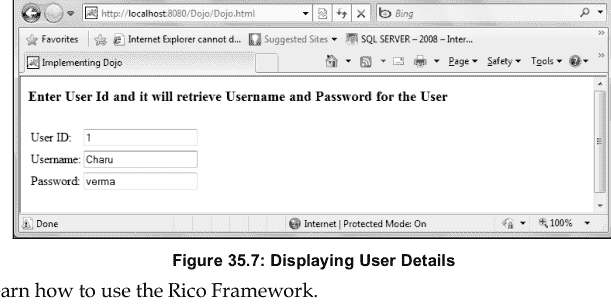 http://localhost:8080/Dojo/Dojo.html Bing
Favorites Internet Explorer cannot d... Suggested Sites SQL SERVER – 2008 – Inter...
Implementing Dojo Page Safety Tools
Enter User Id and it will retrieve Username and Password for the User
User ID: 1
Username: Charu
Password: verma
Done Internet | Protected Mode: On 100%
Figure 35.7: Displaying User Details
earn how to use the Rico Framework.